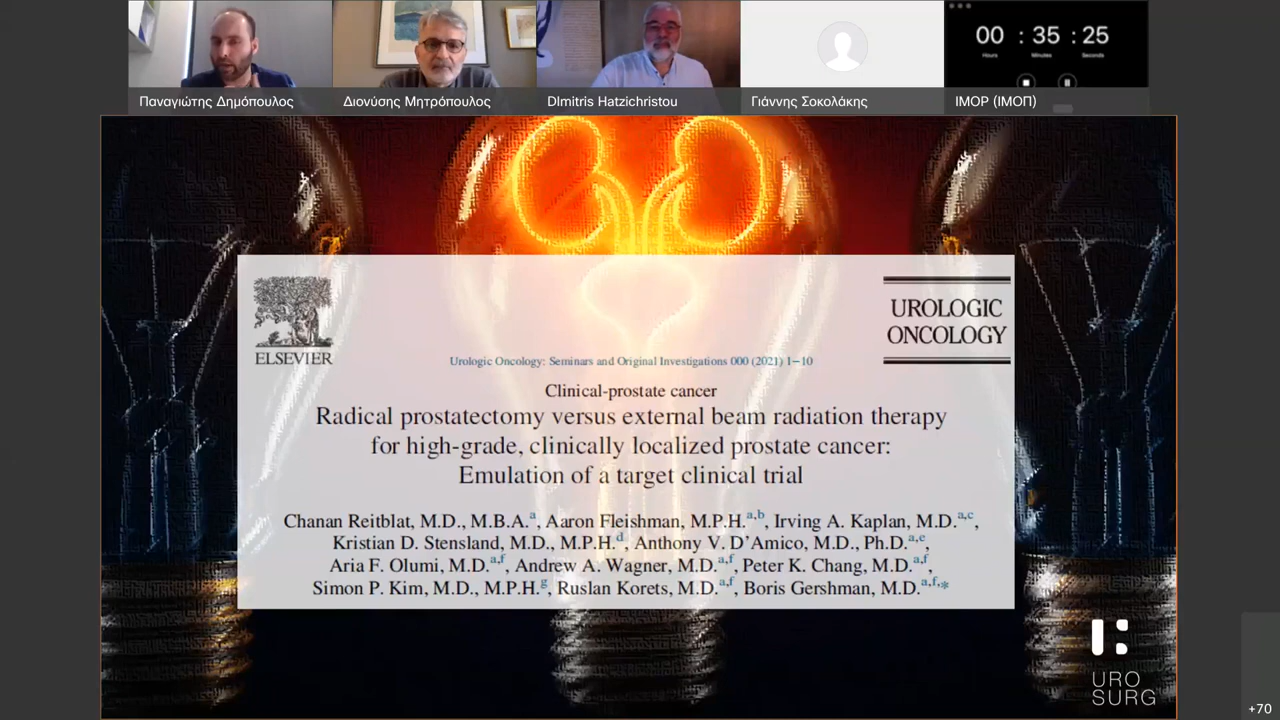 00 : 35 : 25
Hours
Minutes
Seconds
Παναγιώτης Δημόπουλος
Διονύσης Μητρόπουλος
DImitris Hatzichristou
Γιάννης Σοκολάκης
IMOP (ΙΜΟΠ)
ELSEVIER
UROLOGIC
ONCOLOGY
Urologic Oncology: Seminars and Original Investigations 000 (2021) 1−10
Clinical-prostate cancer
Radical prostatectomy versus external beam radiation therapy
for high-grade, clinically localized prostate cancer:
Emulation of a target clinical trial
Chanan Reitblat, M.D., M.B.A.a, Aaron Fleishman, M.P.H.a,b, Irving A. Kaplan, M.D.a,c,
Kristian D. Stensland, M.D., M.P.H.d, Anthony V. D’Amico, M.D., Ph.D.a,e,
Aria F. Olumi, M.D.a,f, Andrew A. Wagner, M.D.a,f, Peter K. Chang, M.D.a,f,
Simon P. Kim, M.D., M.P.H.g, Ruslan Korets, M.D.a,f, Boris Gershman, M.D.a,f,*
URO
SURG
+70